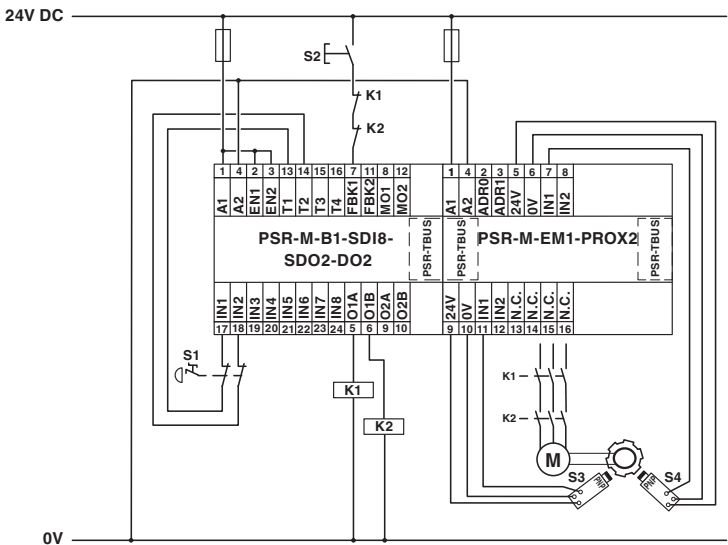 24V DC
S2
K1
K2
1 4 2 3 13 14 15 16 7 11 8 12
A1 A2 EN1 EN2 T1 T2 T3 T4 FBK1 FBK2 MO1 MO2
1 4 2 3 5 6 7 8
A1 A2 ADR0 ADR1 24V 0V IN1 IN2
PSR-M-B1-SDI8-
SDO2-DO2
PSR-TBUS
PSR-TBUS
PSR-M-EM1-PROX2
PSR-TBUS
IN1 IN2 IN3 IN4 IN5 IN6 IN7 IN8 O1A O1B O2A O2B
17 18 19 20 21 22 23 24 5 6 9 10
24V 0V IN1 IN2 N.C. N.C. N.C. N.C.
9 10 11 12 13 14 15 16
S1
K1
K2
K1
K2
M
S3
PNP
PNP
S4
0V